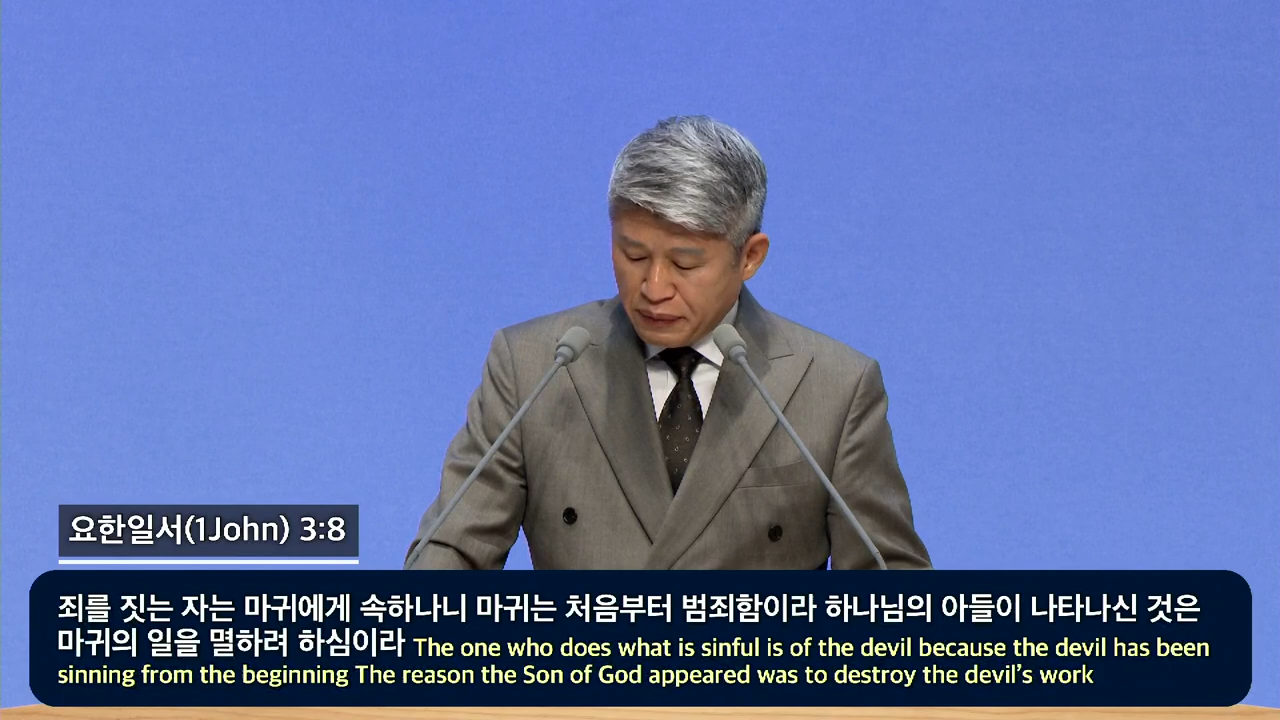 요한일서(1John) 3:8
죄를 짓는 자는 마귀에게 속하나니 마귀는 처음부터 범죄함이라 하나님의 아들이 나타나신 것은
마귀의 일을 멸하려 하심이라 The one who does what is sinful is of the devil because the devil has been
sinning from the beginning The reason the Son of God appeared was to destroy the devil's work